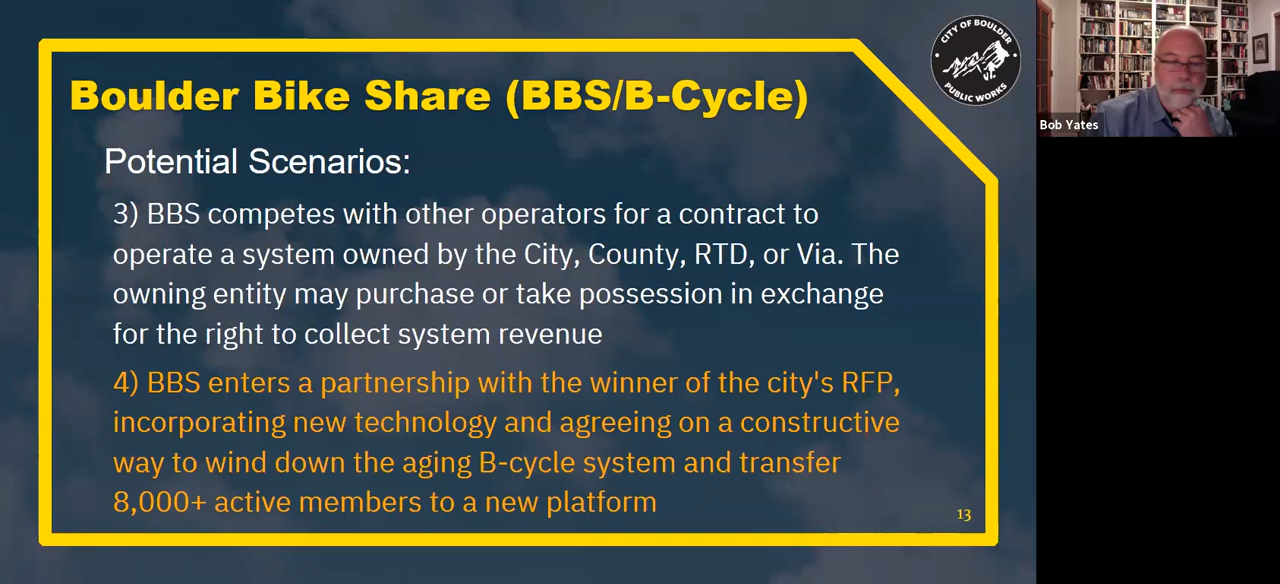 Boulder Bike Share (BBS/B-Cycle)
Potential Scenarios:
3) BBS competes with other operators for a contract to
operate a system owned by the City, County, RTD, or Via. The
owning entity may purchase or take possession in exchange
for the right to collect system revenue
4) BBS enters a partnership with the winner of the city's RFP,
incorporating new technology and agreeing on a constructive
way to wind down the aging B-cycle system and transfer
8,000+ active members to a new platform
13
CITY OF BOULDER
PUBLIC WORKS
Bob Yates